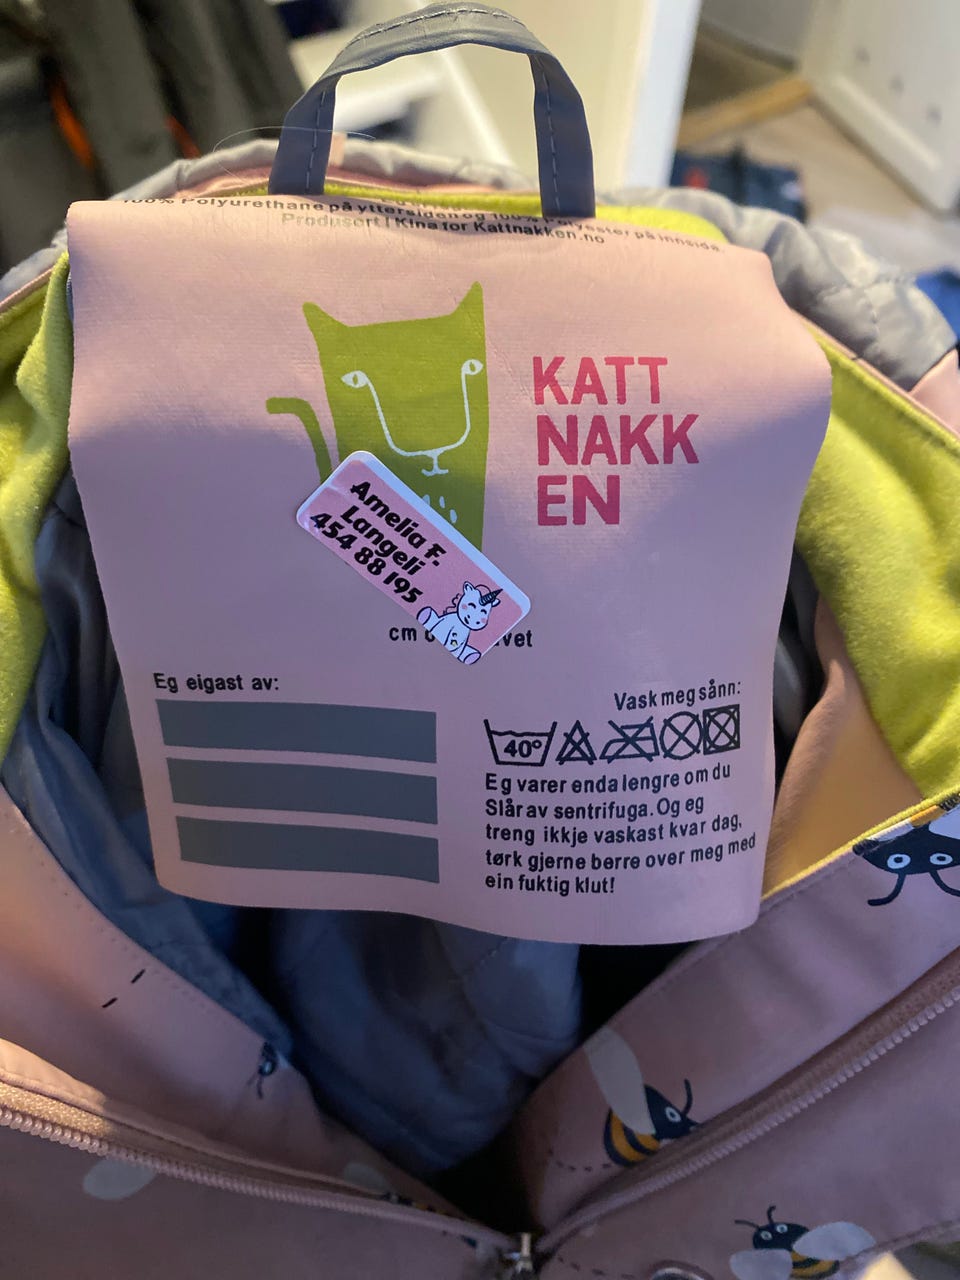 100% Polyurethane på yttersiden og 100% Polyester på innside.
Produsert i Kina for Kattnakken.no
KATT
NAKK
EN
Amelia F.
Langeli
454 88 195
cm
Eg eigast av:
Vask meg sånn:
40°
Eg varer enda lengre om du
Slår av sentrifuga. Og eg
treng ikkje vaskast kvar dag,
tørk gjerne berre over meg med
ein fuktig klut!